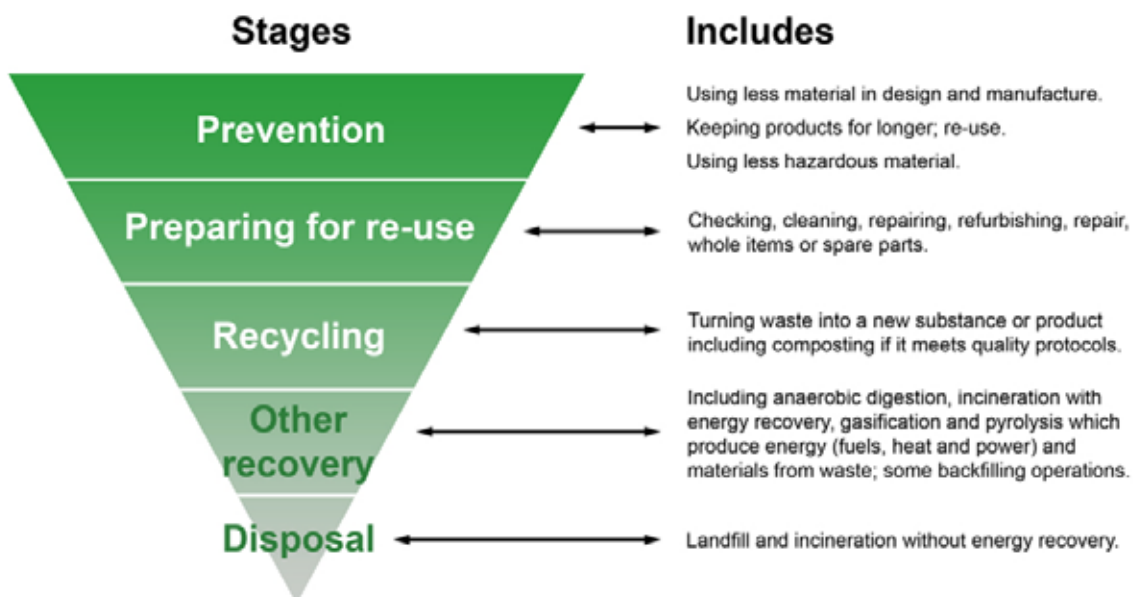 Stages
Includes
Prevention
Using less material in design and manufacture.
Keeping products for longer; re-use.
Using less hazardous material.
Preparing for re-use
Checking, cleaning, repairing, refurbishing, repair,
whole items or spare parts.
Recycling
Turning waste into a new substance or product
including composting if it meets quality protocols.
Other
recovery
Including anaerobic digestion, incineration with
energy recovery, gasification and pyrolysis which
produce energy (fuels, heat and power) and
materials from waste; some backfilling operations.
Disposal
Landfill and incineration without energy recovery.